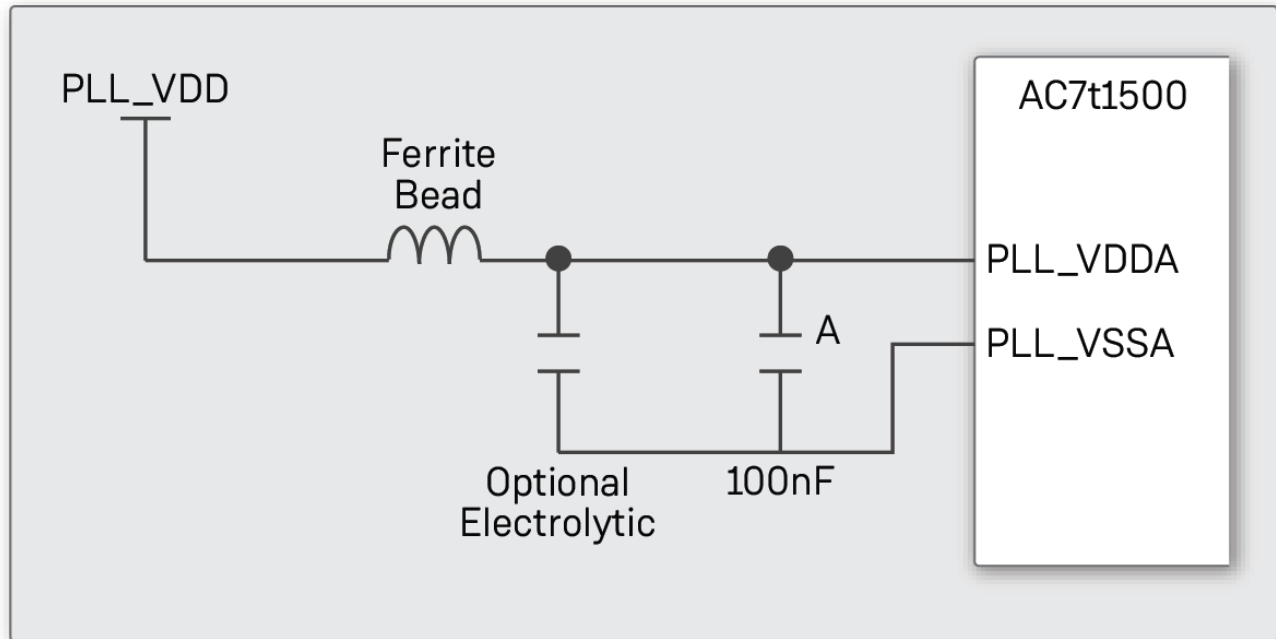 PLL_VDD
AC7t1500
Ferrite
Bead
PLL_VDDA
A
PLL_VSSA
Optional
Electrolytic
100nF